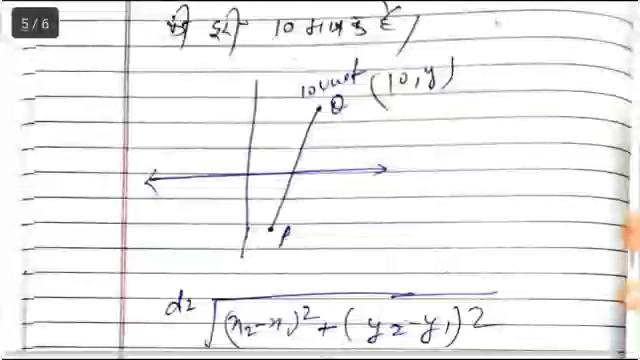 5/6
की दूरी 10 मात्रक है/
10 unit
Q (10, y)
P
d= √(x₂-x₁)² + (y₂-y₁)2